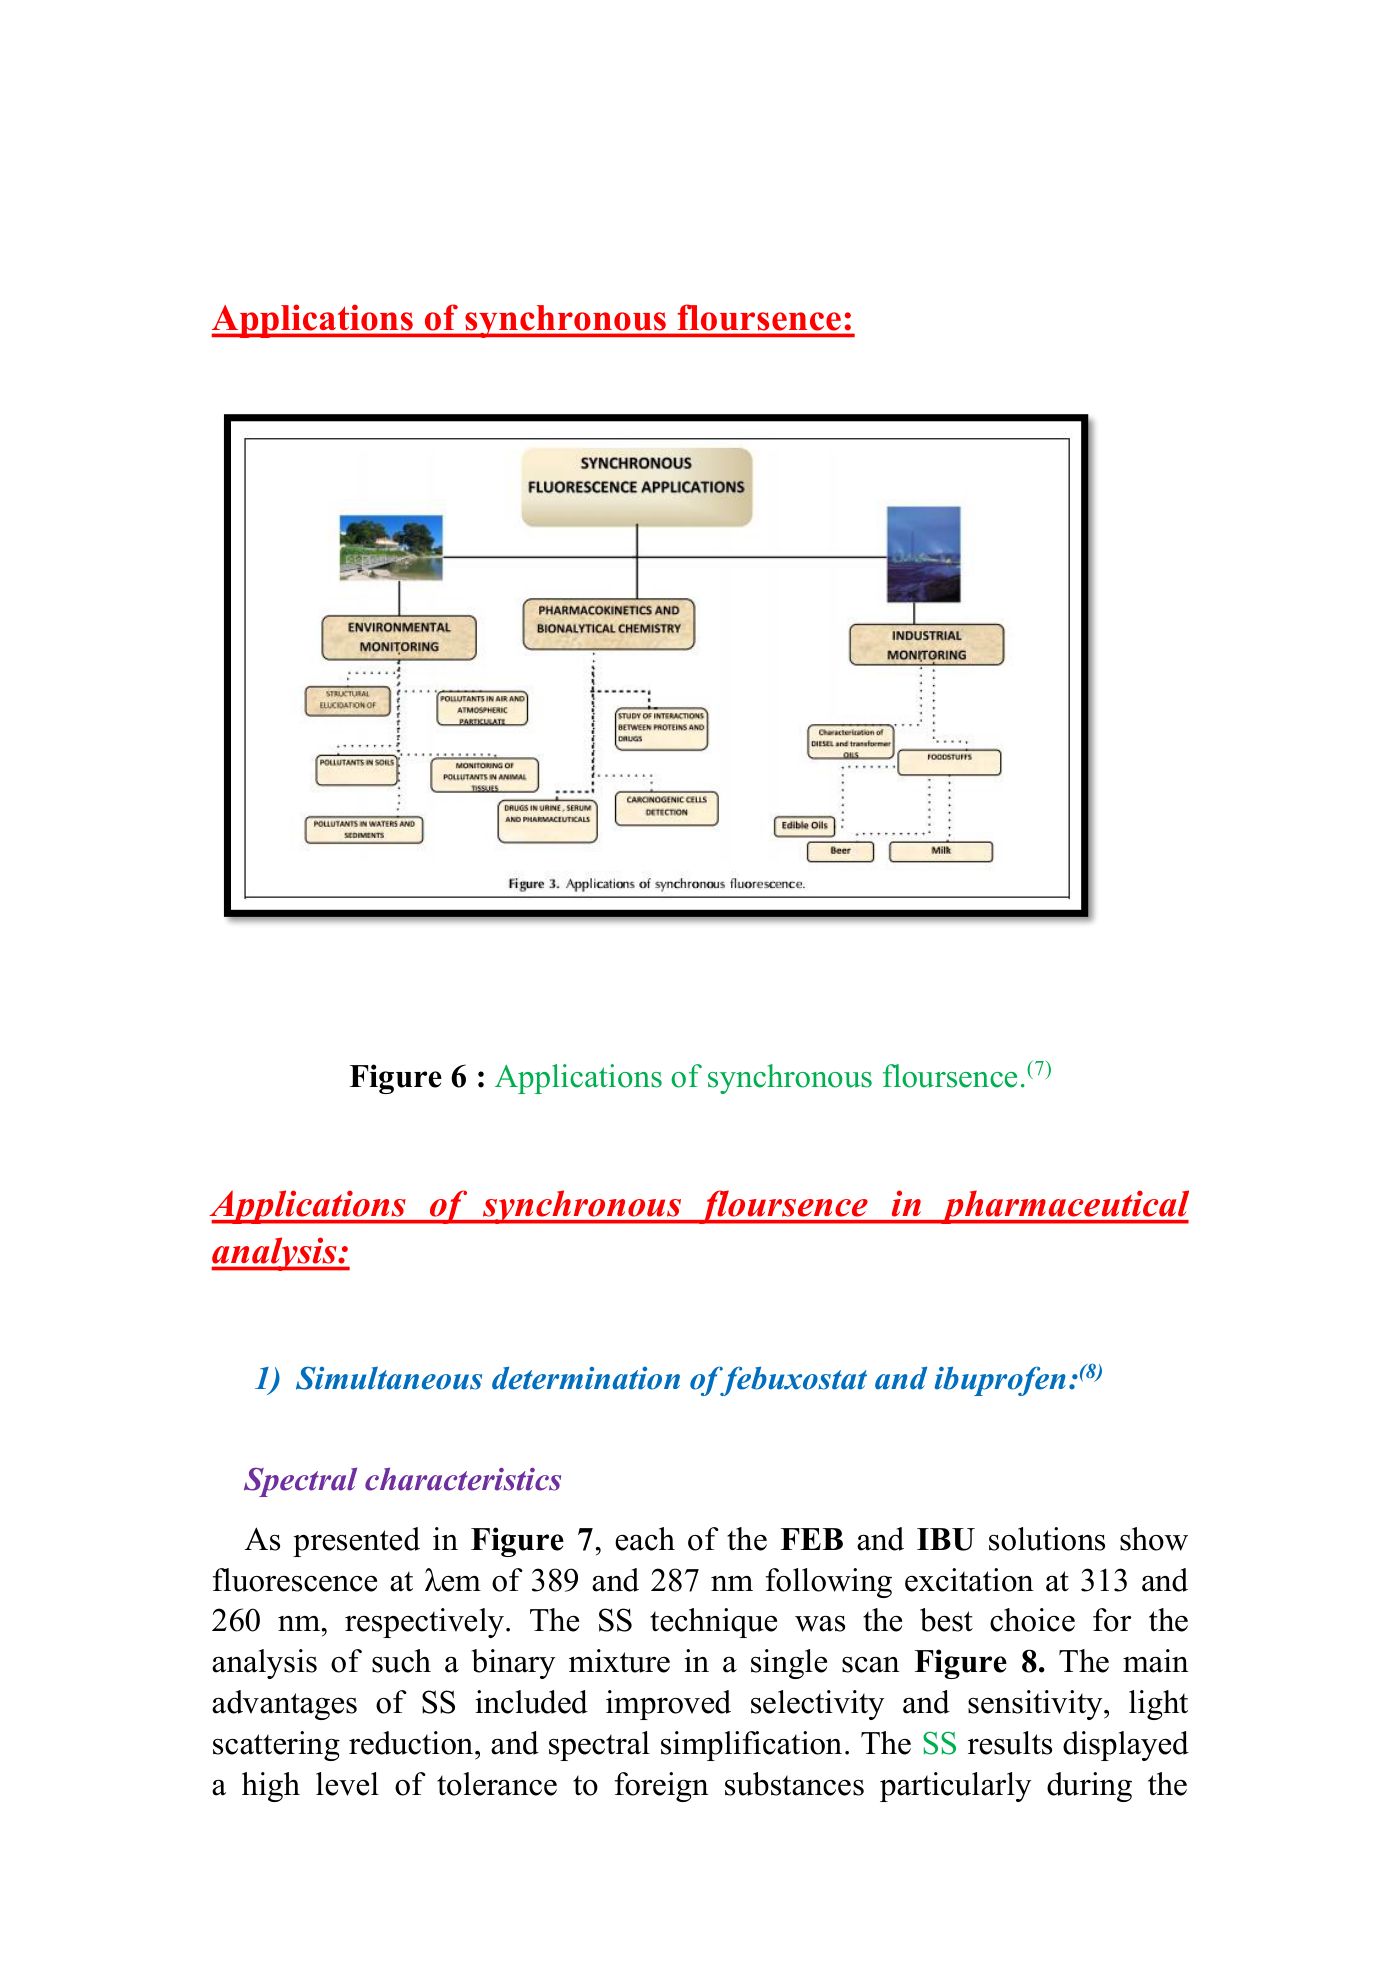 Applications of synchronous floursence:
SYNCHRONOUS
FLUORESCENCE APPLICATIONS
ENVIRONMENTAL
MONITORING
PHARMACOKINETICS AND
BIONALYTICAL CHEMISTRY
INDUSTRIAL
MONITORING
STRUCTURAL
ELUCIDATION OF
POLLUTANTS IN AIR AND
ATMOSPHERIC
PARTICULATE
POLLUTANTS IN SOILS
MONITORING OF
POLLUTANTS IN ANIMAL
TISSUES
POLLUTANTS IN WATERS AND
SEDIMENTS
STUDY OF INTERACTIONS
BETWEEN PROTEINS AND
DRUGS
DRUGS IN URINE , SERUM
AND PHARMACEUTICALS
CARCINOGENIC CELLS
DETECTION
Characterization of
DIESEL and transformer
OILS
FOODSTUFFS
Edible Oils
Beer
Milk
Figure 3. Applications of synchronous fluorescence.
Figure 6 : Applications of synchronous floursence.(7)
Applications of synchronous floursence in pharmaceutical
analysis:
1) Simultaneous determination of febuxostat and ibuprofen:(8)
Spectral characteristics
As presented in Figure 7, each of the FEB and IBU solutions show
fluorescence at λem of 389 and 287 nm following excitation at 313 and
260 nm, respectively. The SS technique was the best choice for the
analysis of such a binary mixture in a single scan Figure 8. The main
advantages of SS included improved selectivity and sensitivity, light
scattering reduction, and spectral simplification. The SS results displayed
a high level of tolerance to foreign substances particularly during the